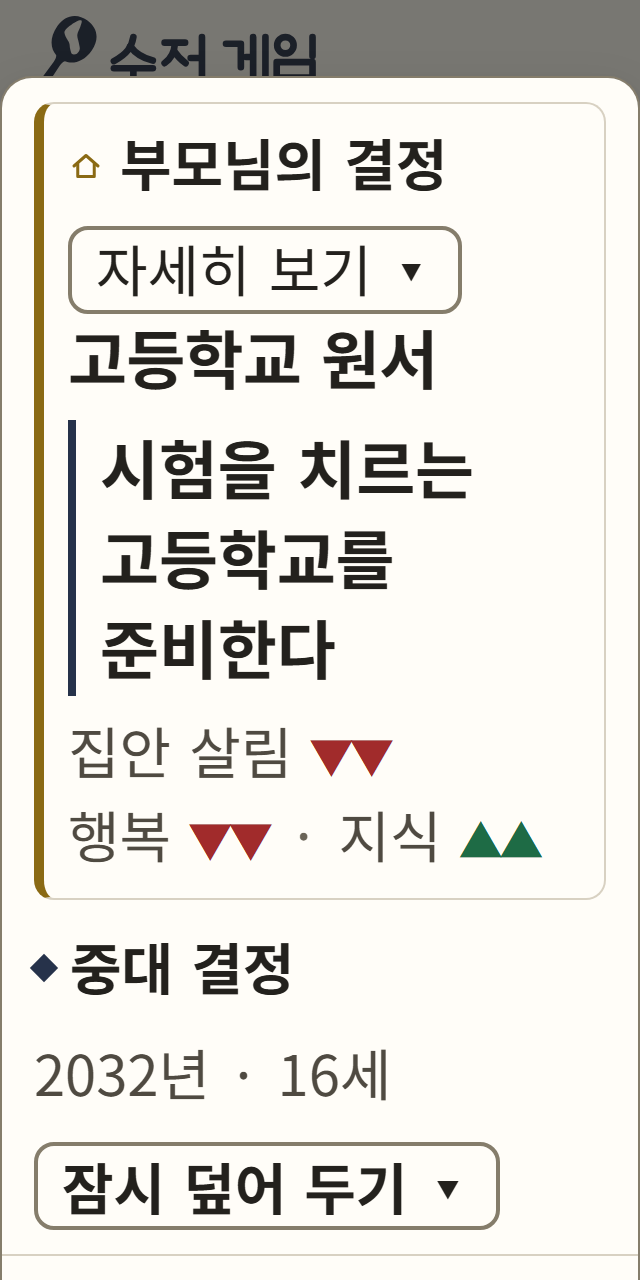 수저 게임
부모님의 결정
자세히 보기 ▼
고등학교 원서
시험을 치르는
고등학교를
준비한다
집안 살림 ▼▼
행복 ▼▼ · 지식 ▲▲
중대 결정
2032년 · 16세
잠시 덮어 두기 ▼